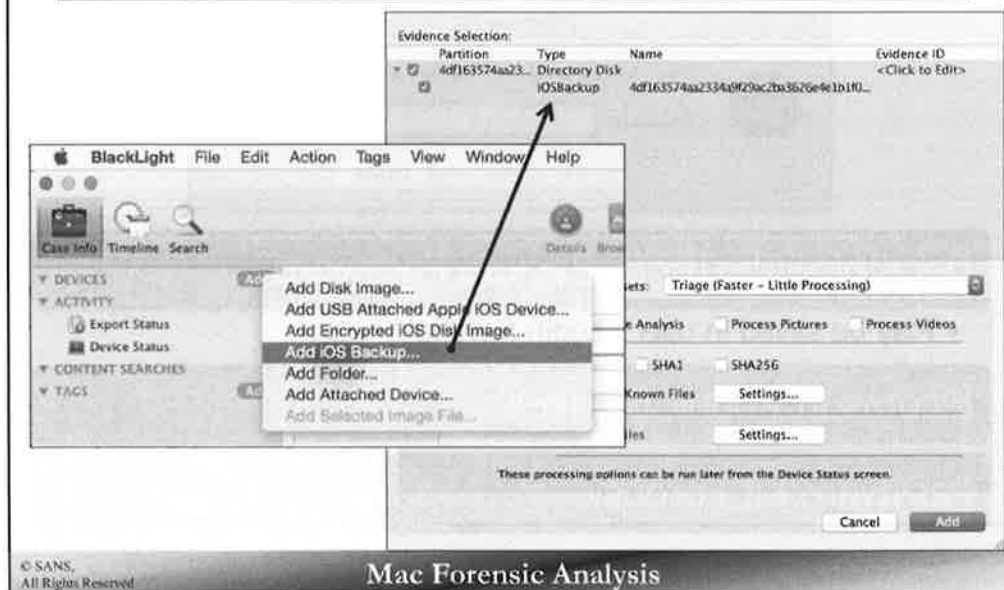 Evidence Selection:
Partition Type Name Evidence ID
4df163574aa23... Directory Disk <Click to Edit>
iOSBackup 4df163574aa2334a9f29ac2ba3626e4e1b1f0...
BlackLight File Edit Action Tags View Window Help
Case Info Timeline Search Details
DEVICES
ACTIVITY
Export Status
Device Status
CONTENT SEARCHES
TAGS
Add Disk Image...
Add USB Attached Apple iOS Device...
Add Encrypted iOS Disk Image...
Add iOS Backup...
Add Folder...
Add Attached Device...
Add Selected Image File...
Triage (Faster - Little Processing)
Analysis Process Pictures Process Videos
SHA1 SHA256
Known Files Settings...
Settings...
These processing options can be run later from the Device Status screen.
Cancel Add
© SANS,
All Rights Reserved
Mac Forensic Analysis